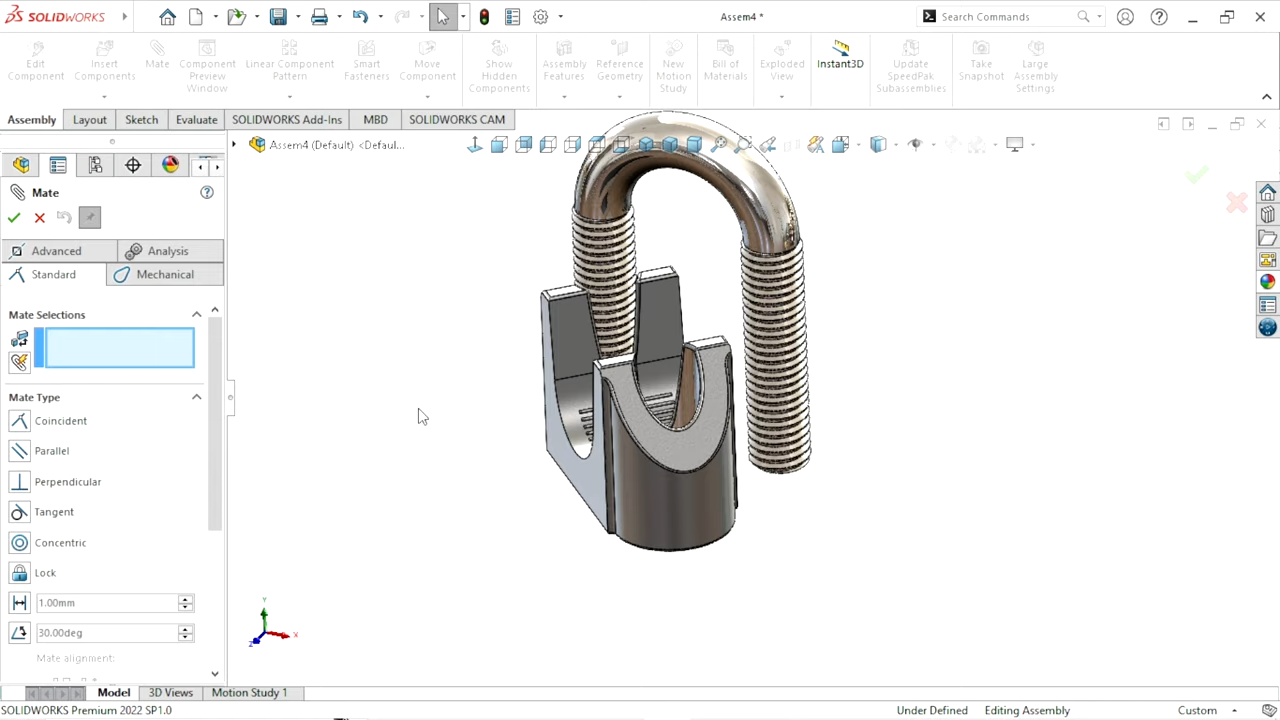 SOLIDWORKS
Assem4 *
Search Commands
Edit Component
Insert Components
Mate
Component Preview Window
Linear Component Pattern
Smart Fasteners
Move Component
Show Hidden Components
Assembly Features
Reference Geometry
New Motion Study
Bill of Materials
Exploded View
Instant3D
Update SpeedPak Subassemblies
Take Snapshot
Large Assembly Settings
Assembly
Layout
Sketch
Evaluate
SOLIDWORKS Add-Ins
MBD
SOLIDWORKS CAM
Assem4 (Default) <Defaul...
Mate
Advanced
Analysis
Standard
Mechanical
Mate Selections
Mate Type
Coincident
Parallel
Perpendicular
Tangent
Concentric
Lock
1.00mm
30.00deg
Mate alignment:
Y
X
Z
Model
3D Views
Motion Study 1
SOLIDWORKS Premium 2022 SP1.0
Under Defined
Editing Assembly
Custom